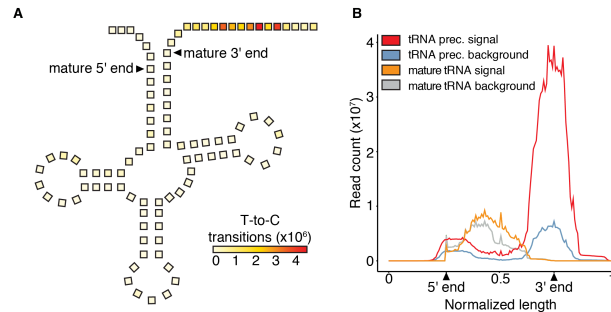 A
mature 3' end
mature 5' end
T-to-C
transitions (x10⁶)
0 1 2 3 4
B
tRNA prec. signal
tRNA prec. background
mature tRNA signal
mature tRNA background
Read count (x10⁷)
4
3
2
1
0
0 0.5 1
5' end 3' end
Normalized length